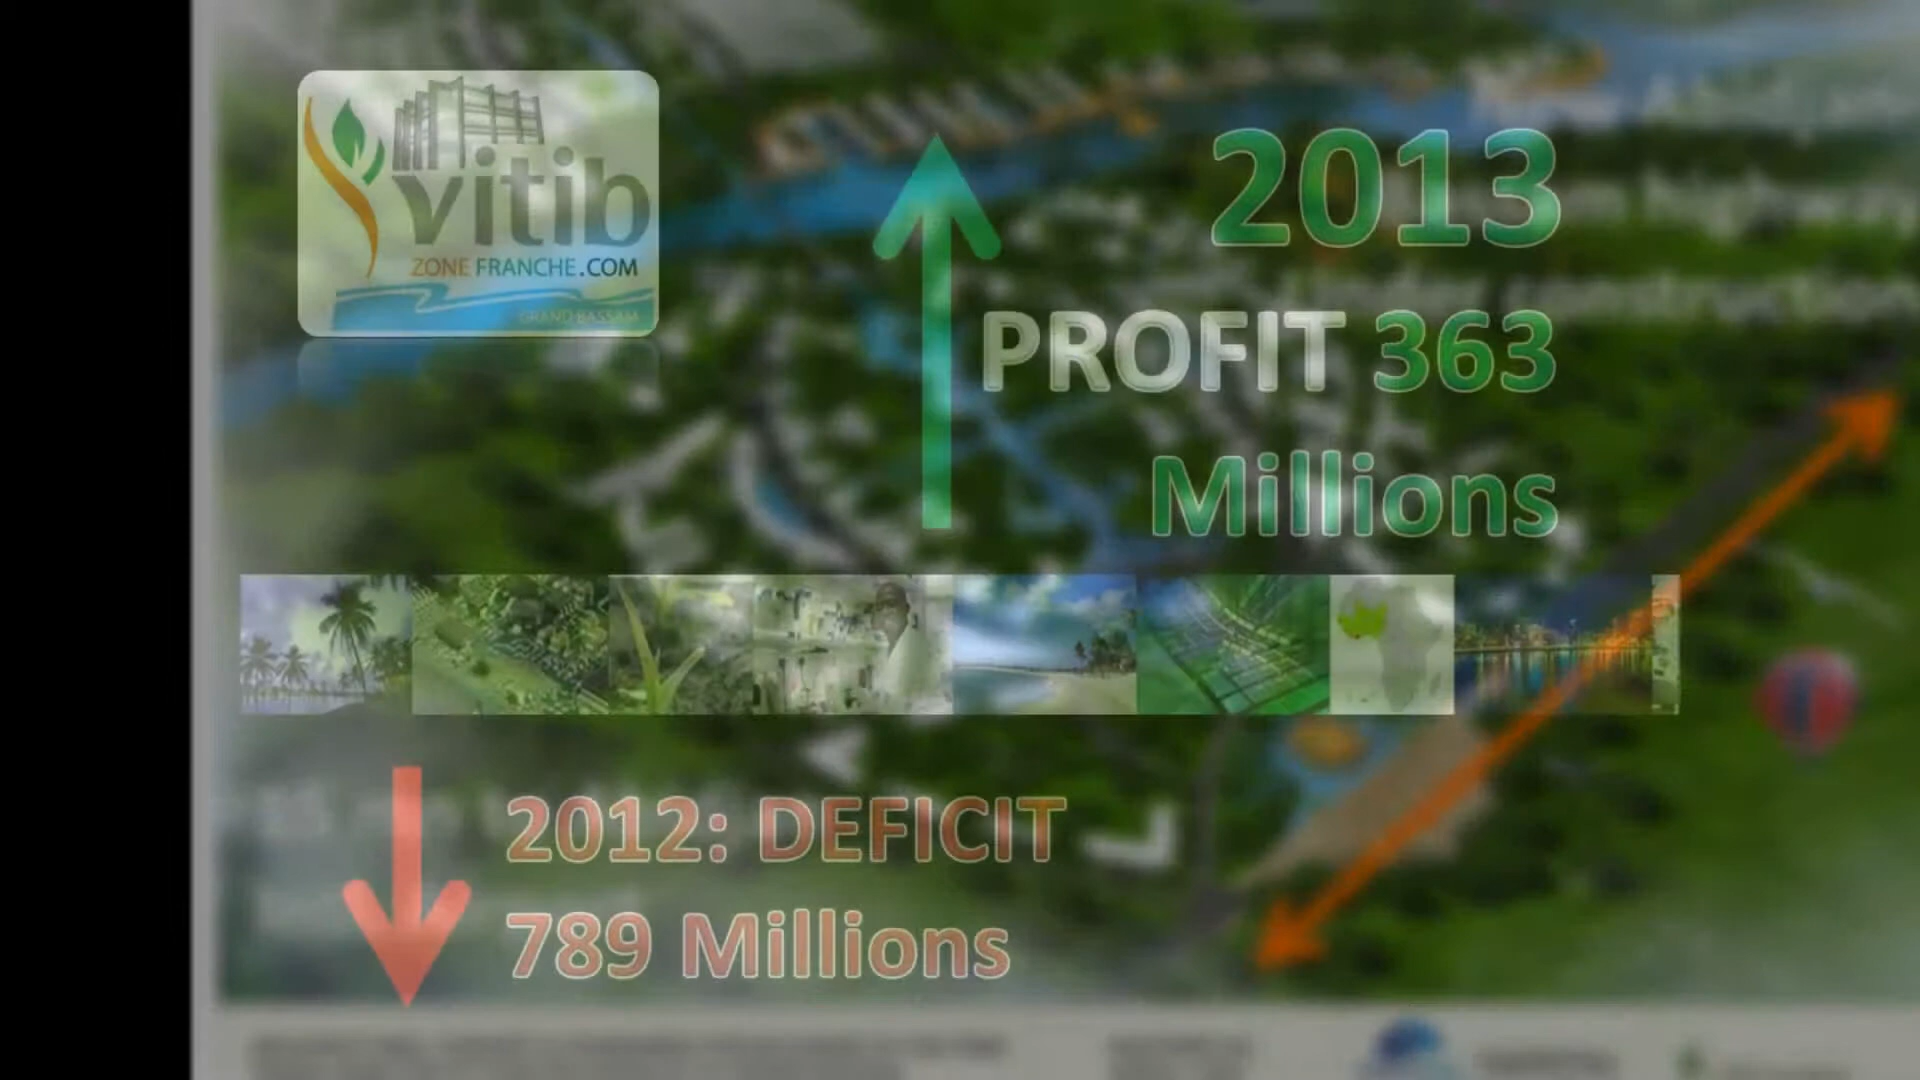 vitib
ZONE FRANCHE.COM
GRAND-BASSAM
2013
PROFIT 363
Millions
2012: DEFICIT
789 Millions